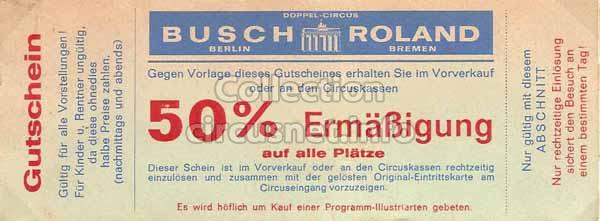 Gutschein
Gültig für alle Vorstellungen!
Für Kinder u. Rentner ungültig,
da diese ohnedies
halbe Preise zahlen.
(nachmittags und abends)
DOPPEL-CIRCUS
BUSCH ROLAND
BERLIN BREMEN
Gegen Vorlage dieses Gutscheines erhalten Sie im Vorverkauf
oder an den Circuskassen
50% Ermäßigung
auf alle Plätze
Dieser Schein ist im Vorverkauf oder an den Circuskassen rechtzeitig
einzulösen und zusammen mit der gelösten Original-Eintrittskarte am
Circuseingang vorzuzeigen.
Es wird höflich um Kauf einer Programm-Illustriarten gebeten.
Nur gültig mit diesem
ABSCHNITT
Nur rechtzeitige Einlösung
sichert den Besuch an
einem bestimmten Tag!
Collection
circusnet.info